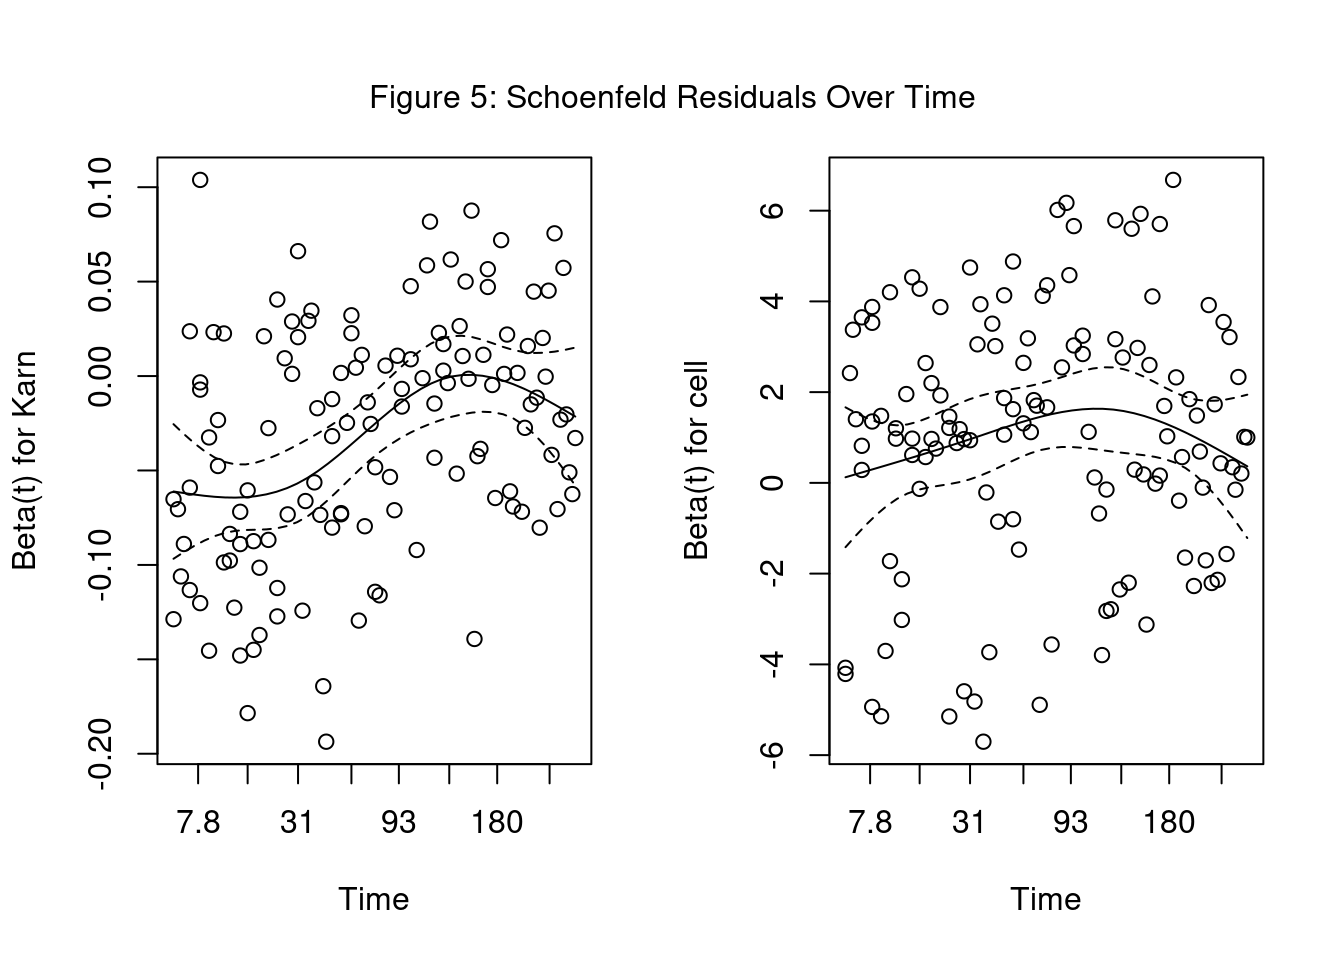 Figure 5: Schoenfeld Residuals Over Time
Beta(t) for Karn
0.10
0.05
0.00
-0.10
-0.20
7.8 31 93 180
Time
Beta(t) for cell
6
4
2
0
-2
-4
-6
7.8 31 93 180
Time